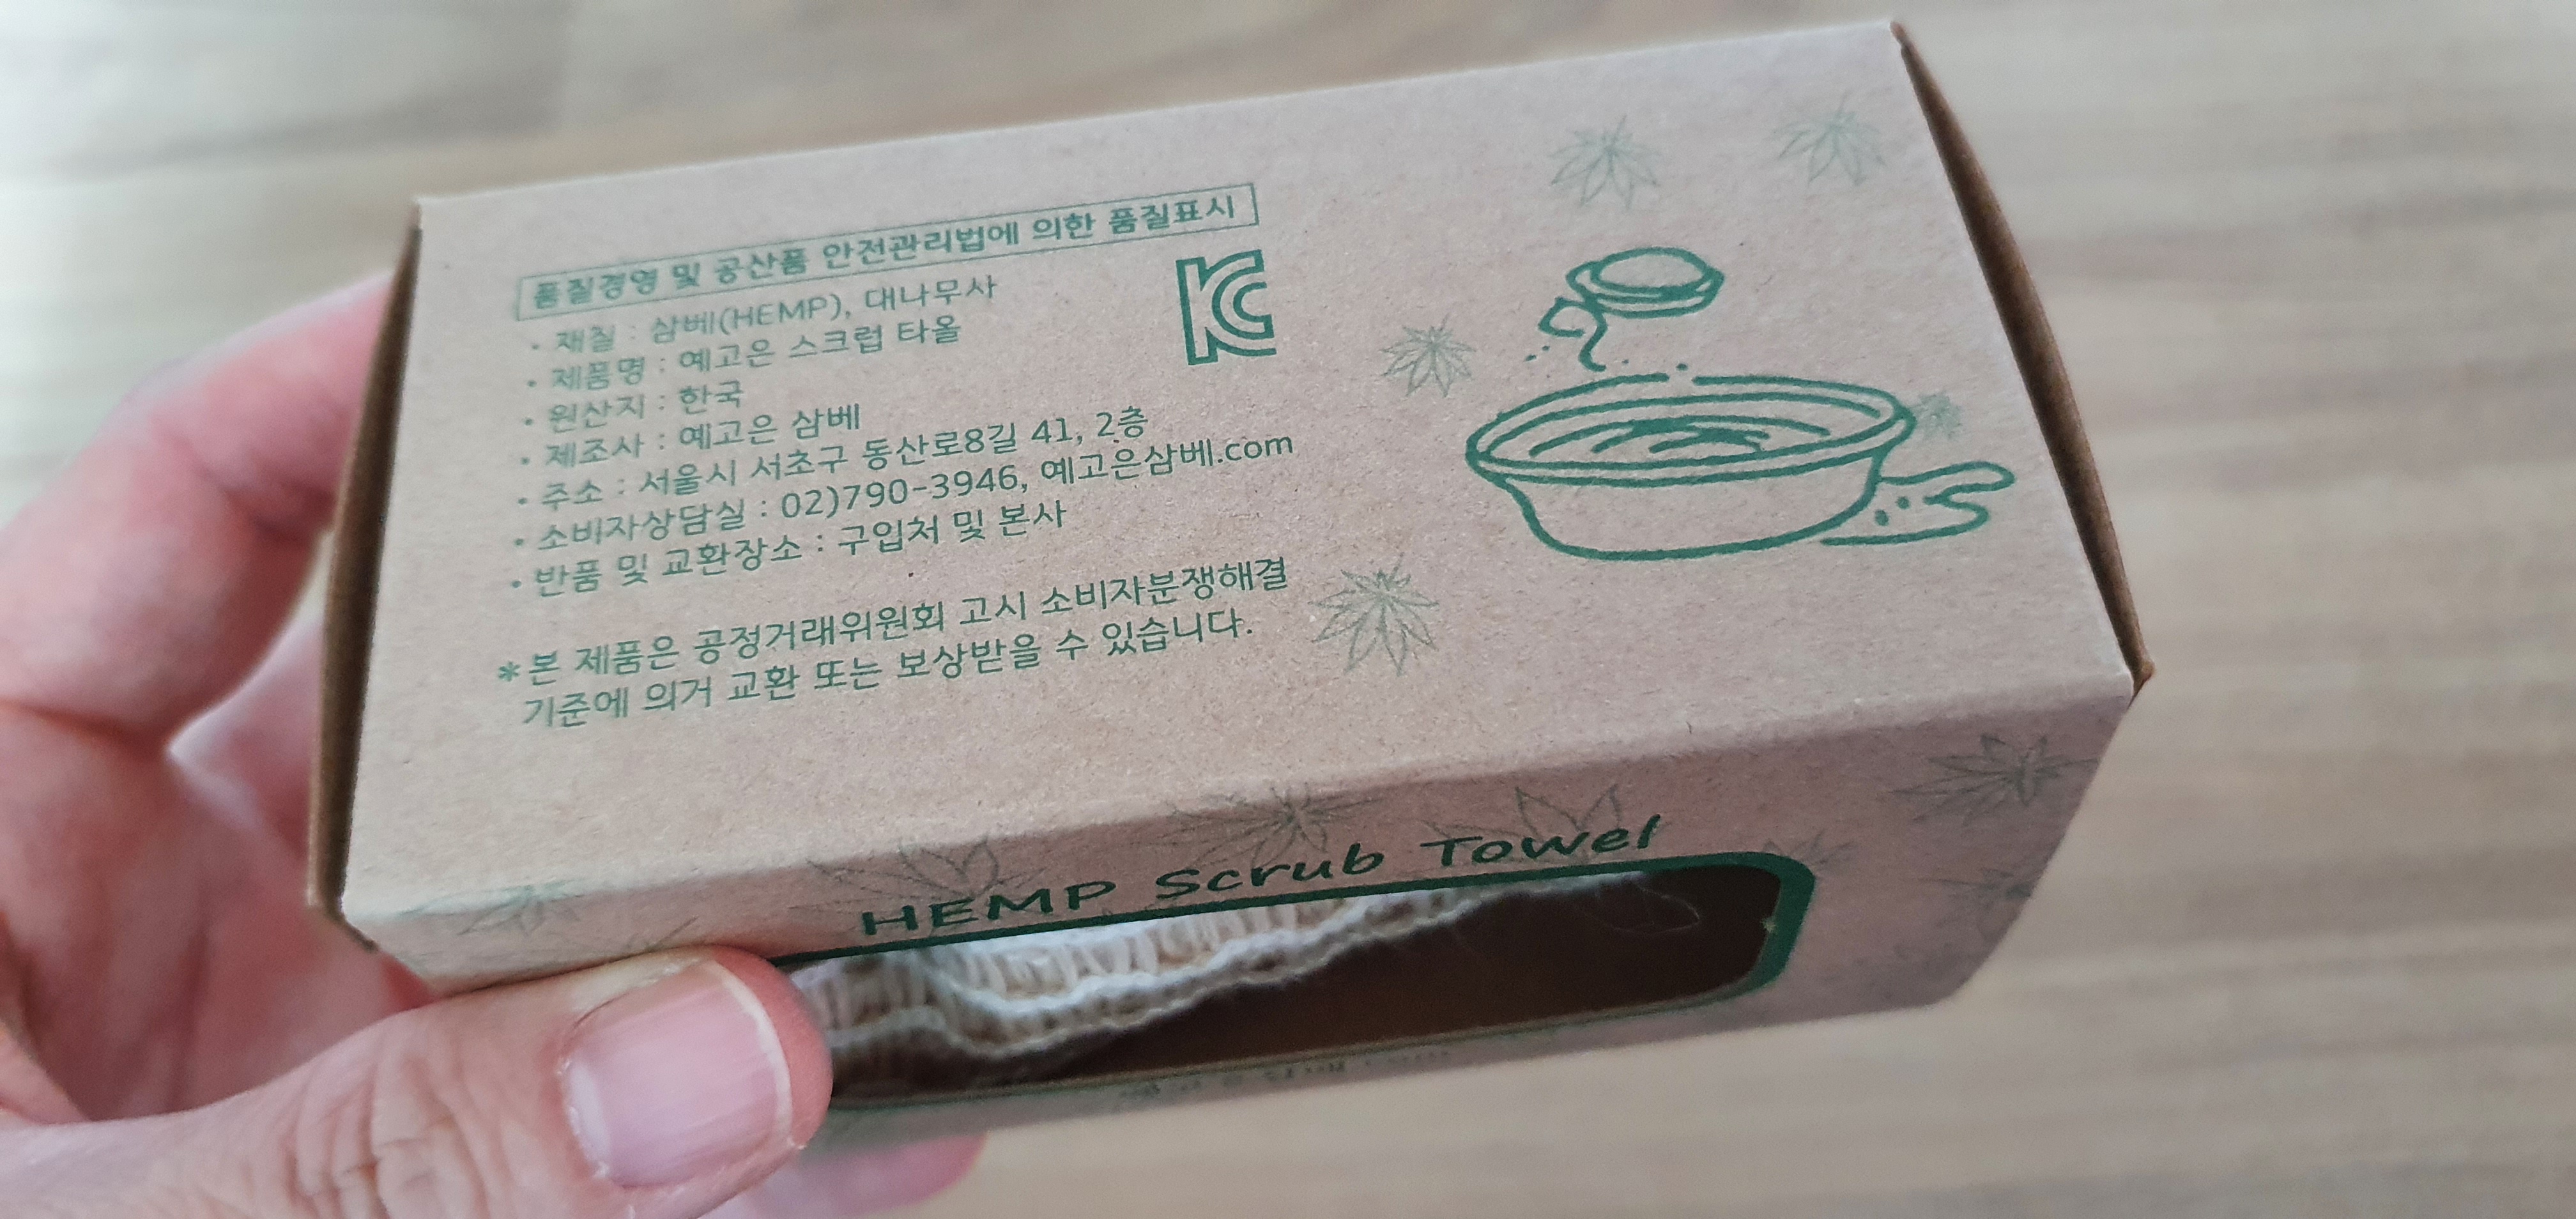 품질경영 및 공산품 안전관리법에 의한 품질표시
• 재질 : 삼베(HEMP), 대나무사
• 제품명 : 예고은 스크럽 타올
• 원산지 : 한국
• 제조사 : 예고은 삼베
• 주소 : 서울시 서초구 동산로8길 41, 2층
• 소비자상담실 : 02)790-3946, 예고은삼베.com
• 반품 및 교환장소 : 구입처 및 본사
KC
*본 제품은 공정거래위원회 고시 소비자분쟁해결
기준에 의거 교환 또는 보상받을 수 있습니다.
HEMP Scrub Towel